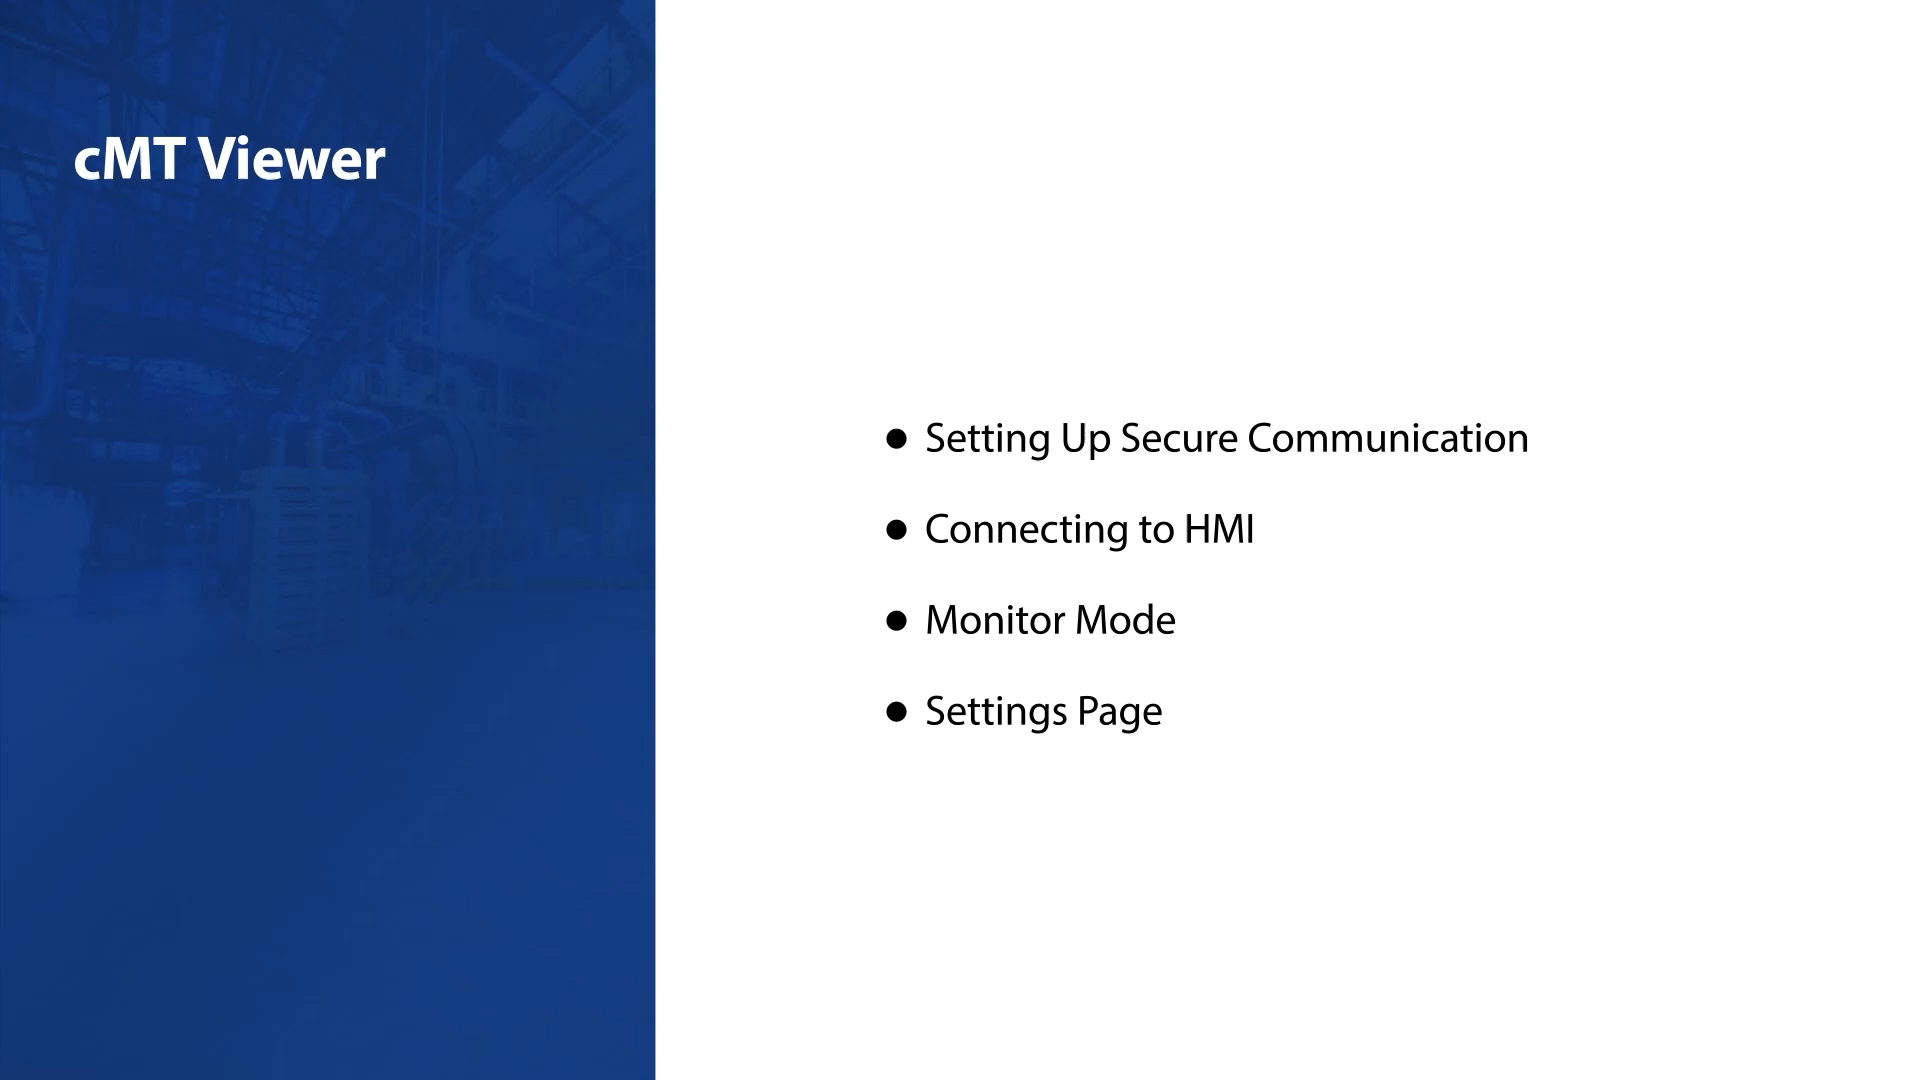 cMT Viewer
● Setting Up Secure Communication
● Connecting to HMI
● Monitor Mode
● Settings Page